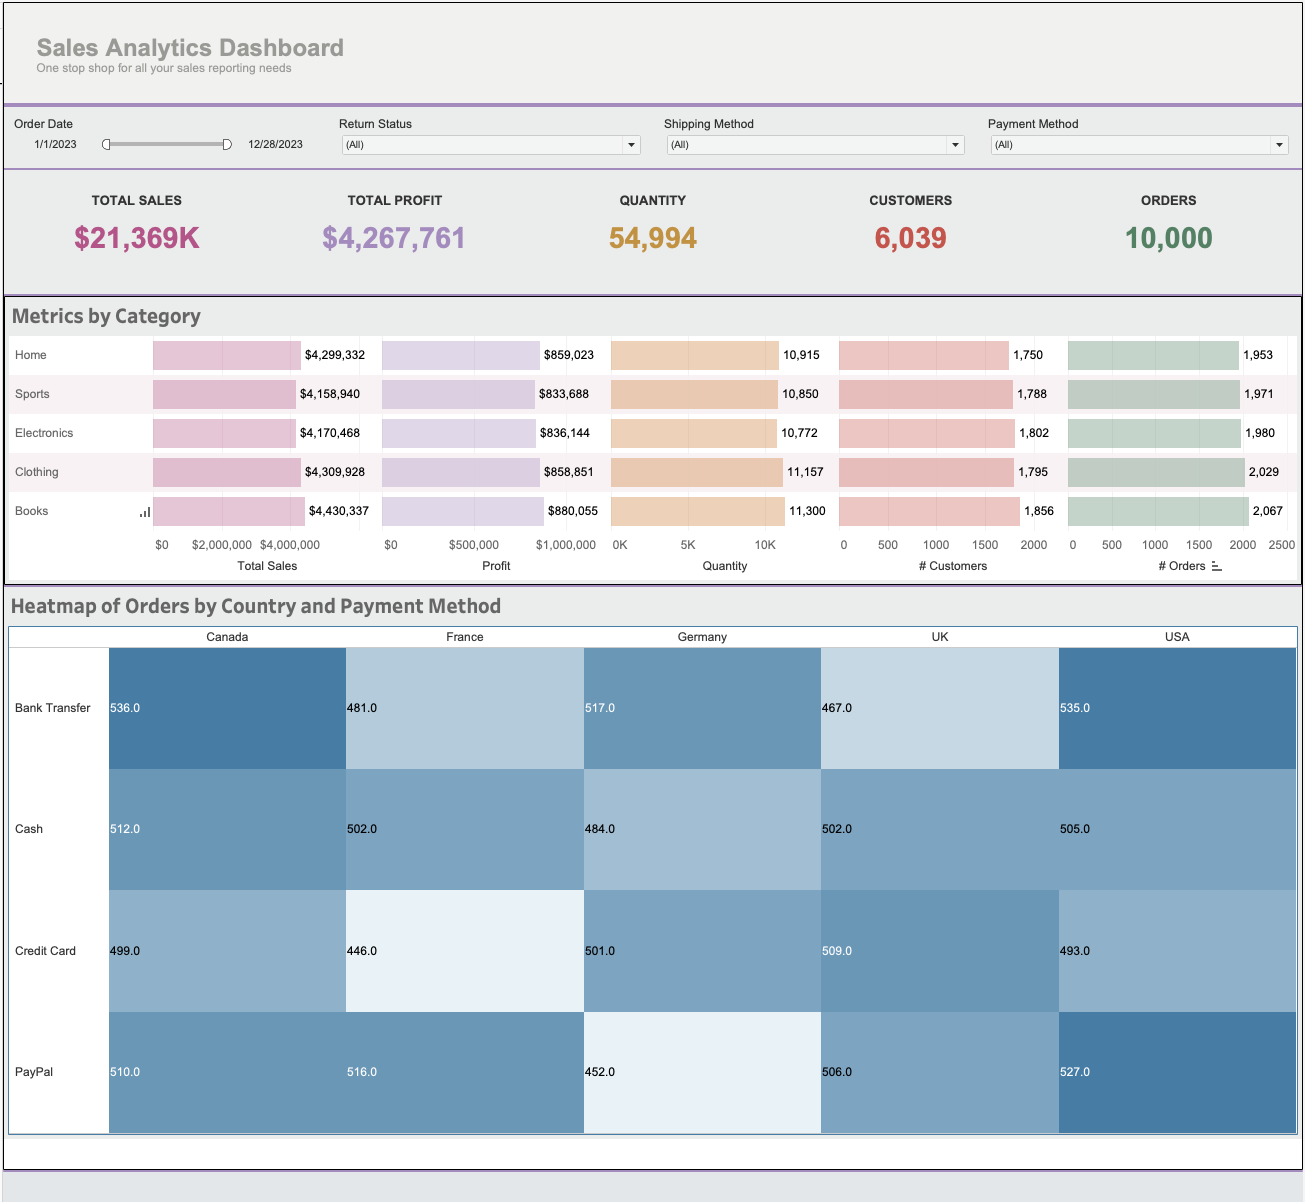 Sales Analytics Dashboard
One stop shop for all your sales reporting needs
Order Date Return Status Shipping Method Payment Method
1/1/2023 12/28/2023 (All) (All) (All)
TOTAL SALES TOTAL PROFIT QUANTITY CUSTOMERS ORDERS
$21,369K $4,267,761 54,994 6,039 10,000
Metrics by Category
Home $4,299,332 $859,023 10,915 1,750 1,953
Sports $4,158,940 $833,688 10,850 1,788 1,971
Electronics $4,170,468 $836,144 10,772 1,802 1,980
Clothing $4,309,928 $858,851 11,157 1,795 2,029
Books $4,430,337 $880,055 11,300 1,856 2,067
$0 $2,000,000 $4,000,000 $0 $500,000 $1,000,000 0K 5K 10K 0 500 1000 1500 2000 0 500 1000 1500 2000 2500
Total Sales Profit Quantity # Customers # Orders
Heatmap of Orders by Country and Payment Method
Canada France Germany UK USA
Bank Transfer 536.0 481.0 517.0 467.0 535.0
Cash 512.0 502.0 484.0 502.0 505.0
Credit Card 499.0 446.0 501.0 509.0 493.0
PayPal 510.0 516.0 452.0 506.0 527.0